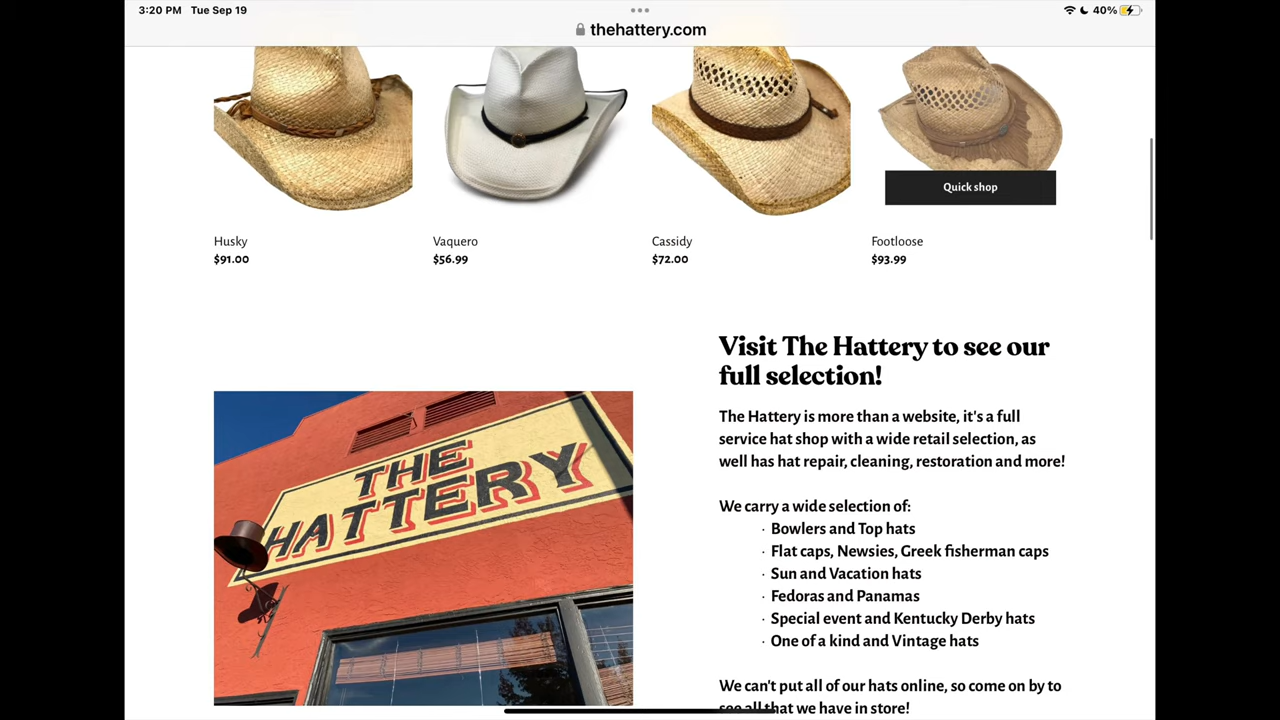 3:20 PM Tue Sep 19
40%
thehattery.com
Quick shop
Husky
$91.00
Vaquero
$56.99
Cassidy
$72.00
Footloose
$93.99
Visit The Hattery to see our
full selection!
The Hattery is more than a website, it's a full
service hat shop with a wide retail selection, as
well has hat repair, cleaning, restoration and more!
We carry a wide selection of:
· Bowlers and Top hats
· Flat caps, Newsies, Greek fisherman caps
· Sun and Vacation hats
· Fedoras and Panamas
· Special event and Kentucky Derby hats
· One of a kind and Vintage hats
We can't put all of our hats online, so come on by to
see all that we have in store!
THE
HATTERY